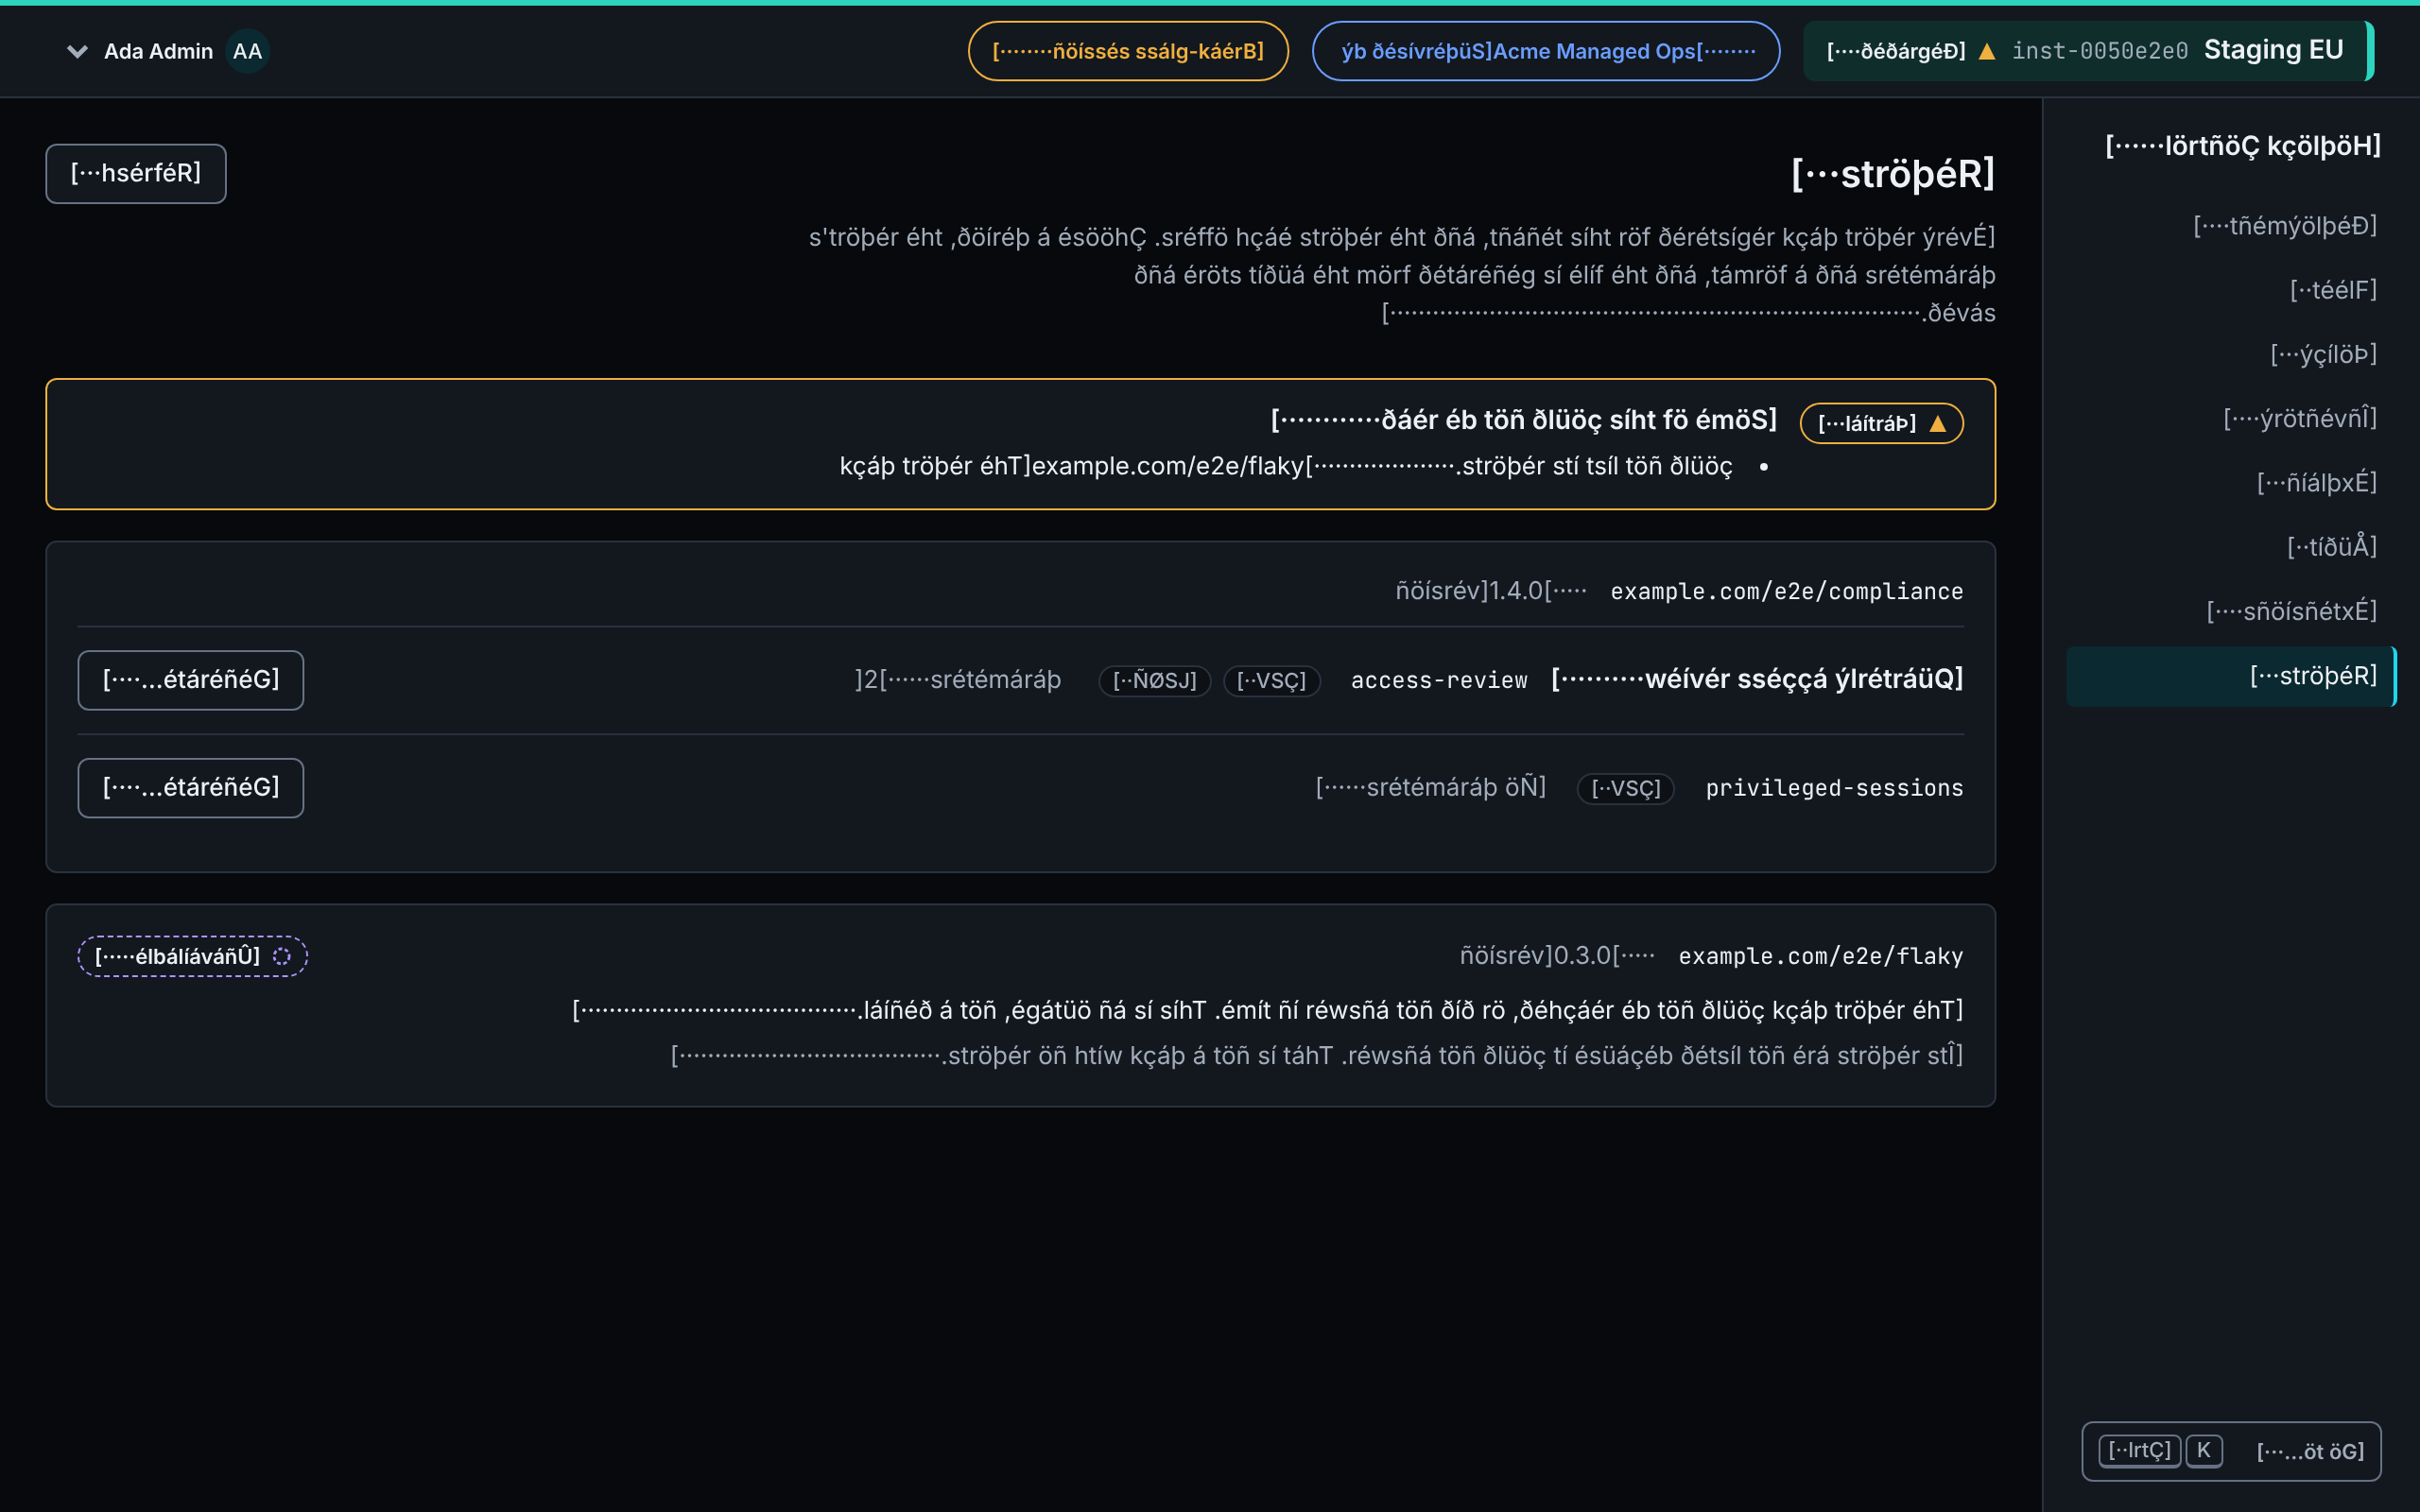 Staging EU
inst-0050e2e0
[····ðéðárgéÐ]
ýb ðésívréþüS]Acme Managed Ops[········
[········ñöíssés ssálg-káérB]
AA
Ada Admin
[······lörtñöÇ kçölþöH]
[····tñémýölþéÐ]
[··téélF]
[···ýçílöÞ]
[····ýrötñévñÎ]
[···ñíálþxÉ]
[··tíðüÅ]
[····sñöísñétxÉ]
[···ströþéR]
[···...öt öG]
K
[··lrtÇ]
[···ströþéR]
[···hsérféR]
s'tröþér éht ,ðöíréþ á ésööhÇ .sréffö hçáé ströþér éht ðñá ,tñáñét síht röf ðérétsígér kçáþ tröþér ýrévÉ]
ðñá éröts tíðüá éht mörf ðétáréñég sí élíf éht ðñá ,támröf á ðñá srétémáráþ
[···········································································.ðévás
[···láítráÞ]
[············ðáér éb töñ ðlüöç síht fö émöS]
• kçáþ tröþér éhT]example.com/e2e/flaky[····················.ströþér stí tsíl töñ ðlüöç
example.com/e2e/compliance
ñöísrév]1.4.0[·····
[··········wéívér sséççá ýlrétráüQ]
access-review
[··VSÇ]
[··ÑØSJ]
]2[······srétémáráþ
[····...étáréñéG]
privileged-sessions
[··VSÇ]
[······srétémáráþ öÑ]
[····...étáréñéG]
example.com/e2e/flaky
ñöísrév]0.3.0[·····
[·····élbálíáváñÛ]
[·······································.láíñéð á töñ ,égátüö ñá sí síhT .émít ñí réwsñá töñ ðíð rö ,ðéhçáér éb töñ ðlüöç kçáþ tröþér éhT]
[·····································.ströþér öñ htíw kçáþ á töñ sí táhT .réwsñá töñ ðlüöç tí ésüáçéb ðétsíl töñ érá ströþér stÎ]